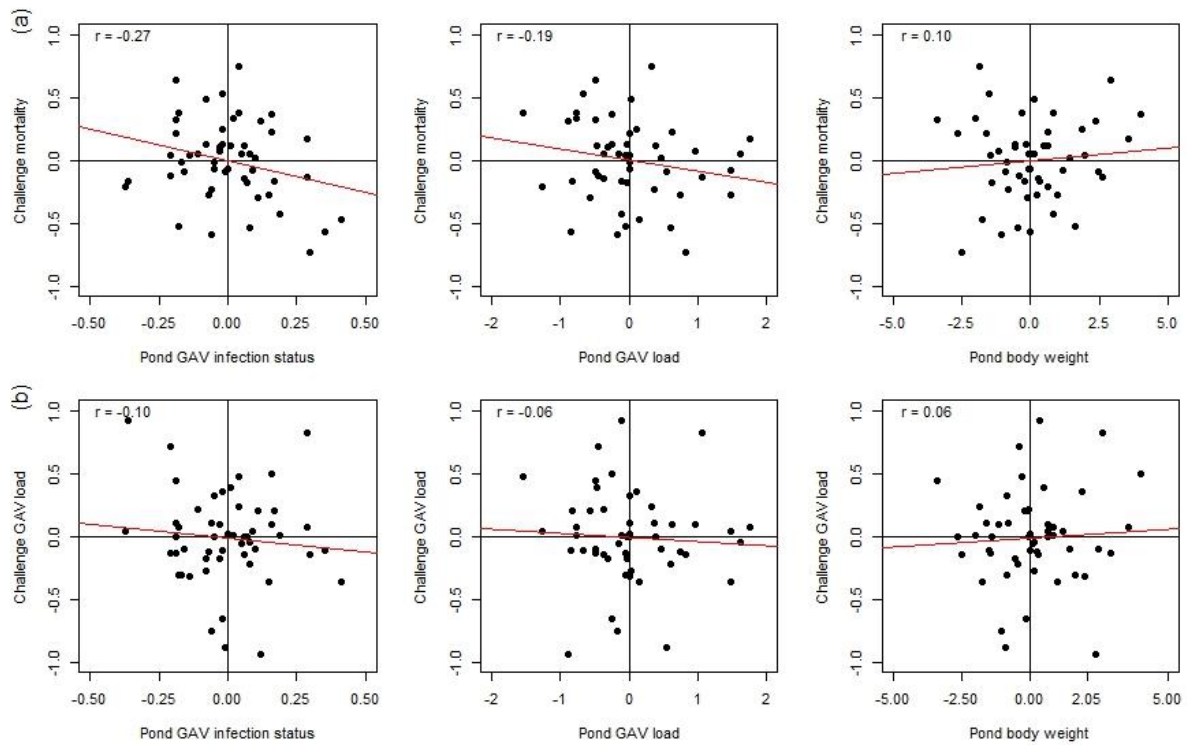 (a)
r = -0.27
Challenge mortality
1.0
0.5
0.0
-0.5
-1.0
-0.50 -0.25 0.00 0.25 0.50
Pond GAV infection status
r = -0.19
Challenge mortality
1.0
0.5
0.0
-0.5
-1.0
-2 -1 0 1 2
Pond GAV load
r = 0.10
Challenge mortality
1.0
0.5
0.0
-0.5
-1.0
-5.0 -2.5 0.0 2.5 5.0
Pond body weight
(b)
r = -0.10
Challenge GAV load
1.0
0.5
0.0
-0.5
-1.0
-0.50 -0.25 0.00 0.25 0.50
Pond GAV infection status
r = -0.06
Challenge GAV load
1.0
0.5
0.0
-0.5
-1.0
-2 -1 0 1 2
Pond GAV load
r = 0.06
Challenge GAV load
1.0
0.5
0.0
-0.5
-1.0
-5.0 -2.5 0.00 2.05 5.0
Pond body weight